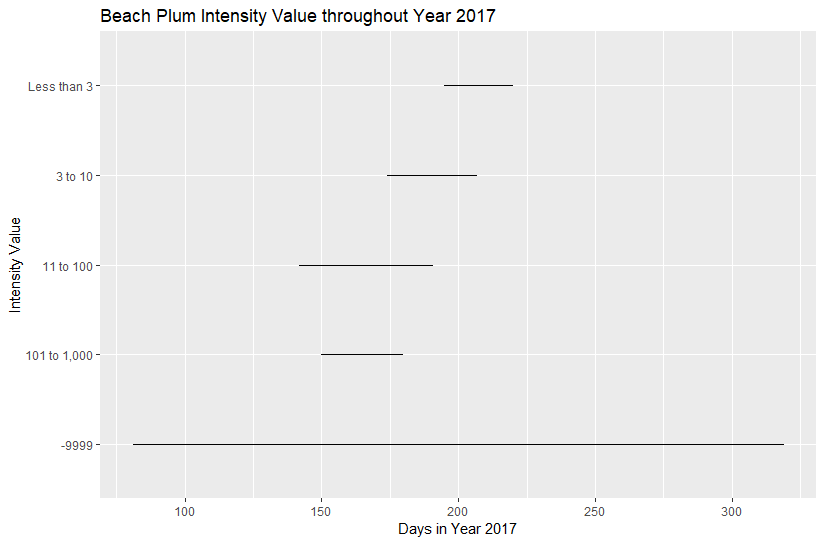 Beach Plum Intensity Value throughout Year 2017
Intensity Value
Less than 3
3 to 10
11 to 100
101 to 1,000
-9999
100 150 200 250 300
Days in Year 2017